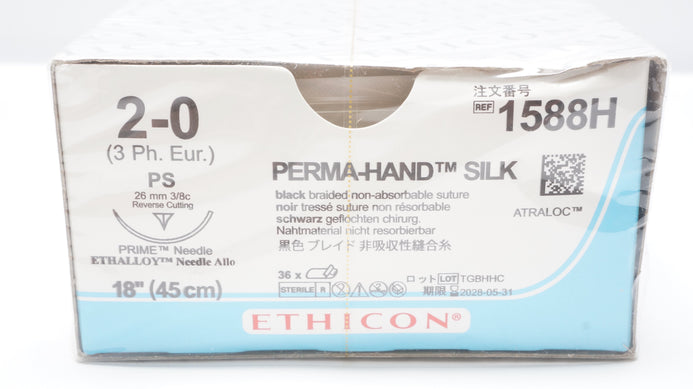 2-0
(3 Ph. Eur.)
PS
26 mm 3/8c
Reverse Cutting
PRIME™ Needle
ETHALLOY™ Needle Allo
18" (45cm)
注文番号
REF 1588H
PERMA-HAND™ SILK
black braided non-absorbable suture
noir tressé suture non résorbable
schwarz geflochten chirurg.
Nahtmaterial nicht resorbierbar
黒色 ブレイド 非吸収性縫合糸
ATRALOC™
36 x
STERILE R
ロット LOT TGBHHC
期限 2028-05-31
ETHICON®